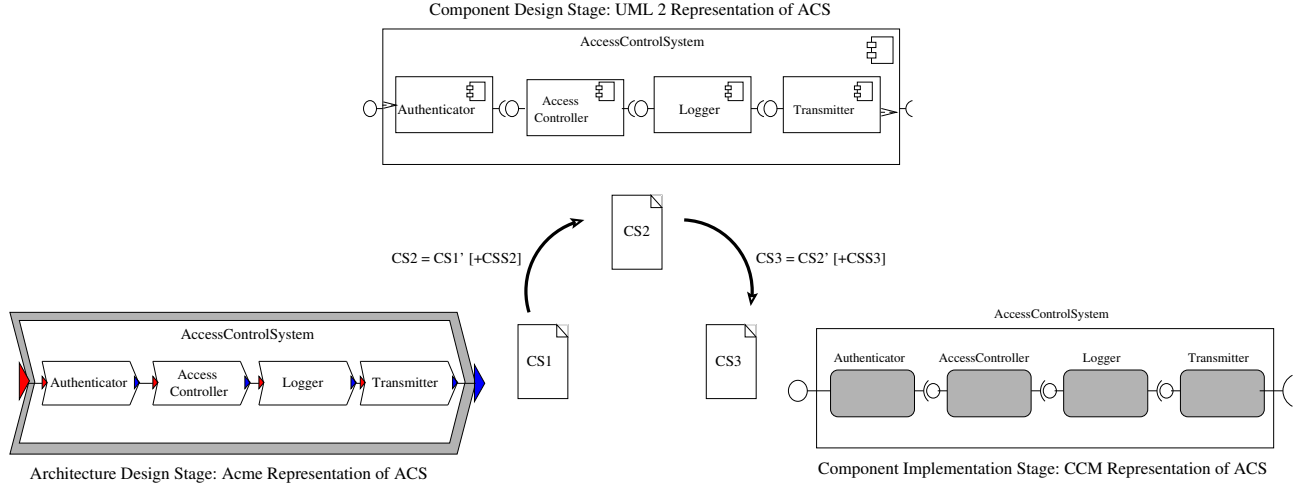 Component Design Stage: UML 2 Representation of ACS
AccessControlSystem
Authenticator
Access
Controller
Logger
Transmitter
CS2
CS2 = CS1’ [+CSS2]
CS3 = CS2’ [+CSS3]
CS1
CS3
AccessControlSystem
Authenticator
Access
Controller
Logger
Transmitter
Architecture Design Stage: Acme Representation of ACS
AccessControlSystem
Authenticator
AccessController
Logger
Transmitter
Component Implementation Stage: CCM Representation of ACS